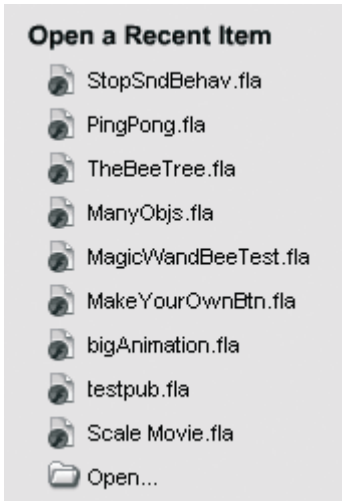 Open a Recent Item
StopSndBehav.fla
PingPong.fla
TheBeeTree.fla
ManyObjs.fla
MagicWandBeeTest.fla
MakeYourOwnBtn.fla
bigAnimation.fla
testpub.fla
Scale Movie.fla
Open...